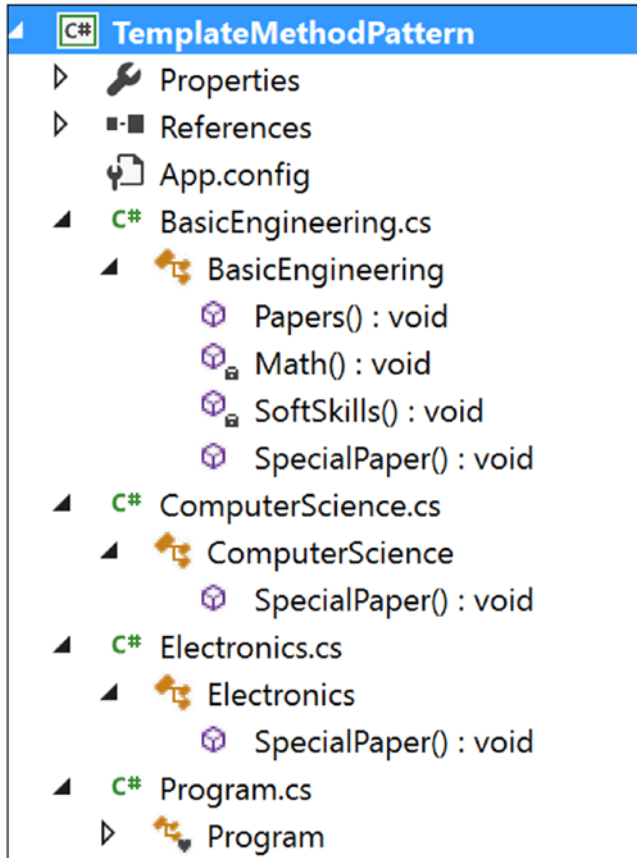 C# TemplateMethodPattern
Properties
References
App.config
C# BasicEngineering.cs
BasicEngineering
Papers() : void
Math() : void
SoftSkills() : void
SpecialPaper() : void
C# ComputerScience.cs
ComputerScience
SpecialPaper() : void
C# Electronics.cs
Electronics
SpecialPaper() : void
C# Program.cs
Program